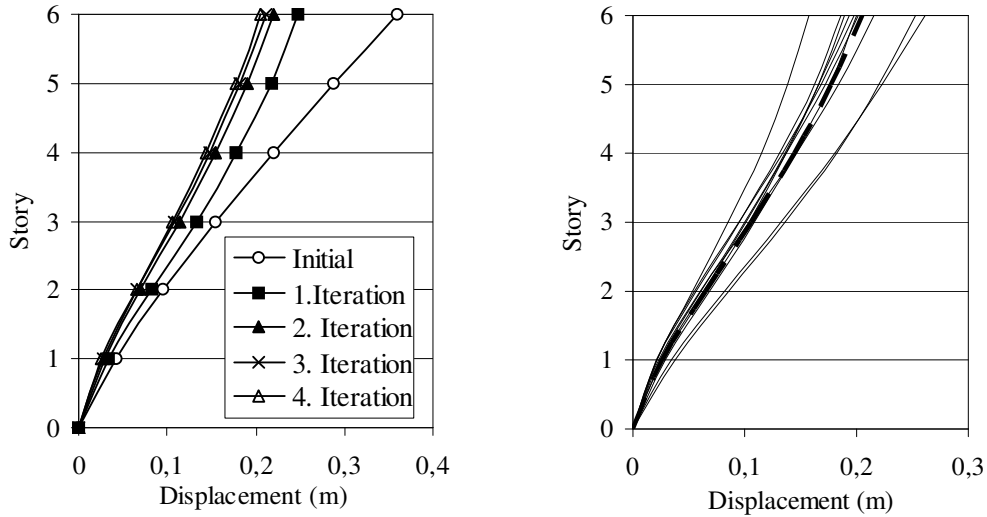 6
5
4
3
2
1
0
Story
Initial
1.Iteration
2. Iteration
3. Iteration
4. Iteration
0
0,1
0,2
0,3
0,4
Displacement (m)
6
5
4
3
2
1
0
Story
0
0,1
0,2
0,3
Displacement (m)